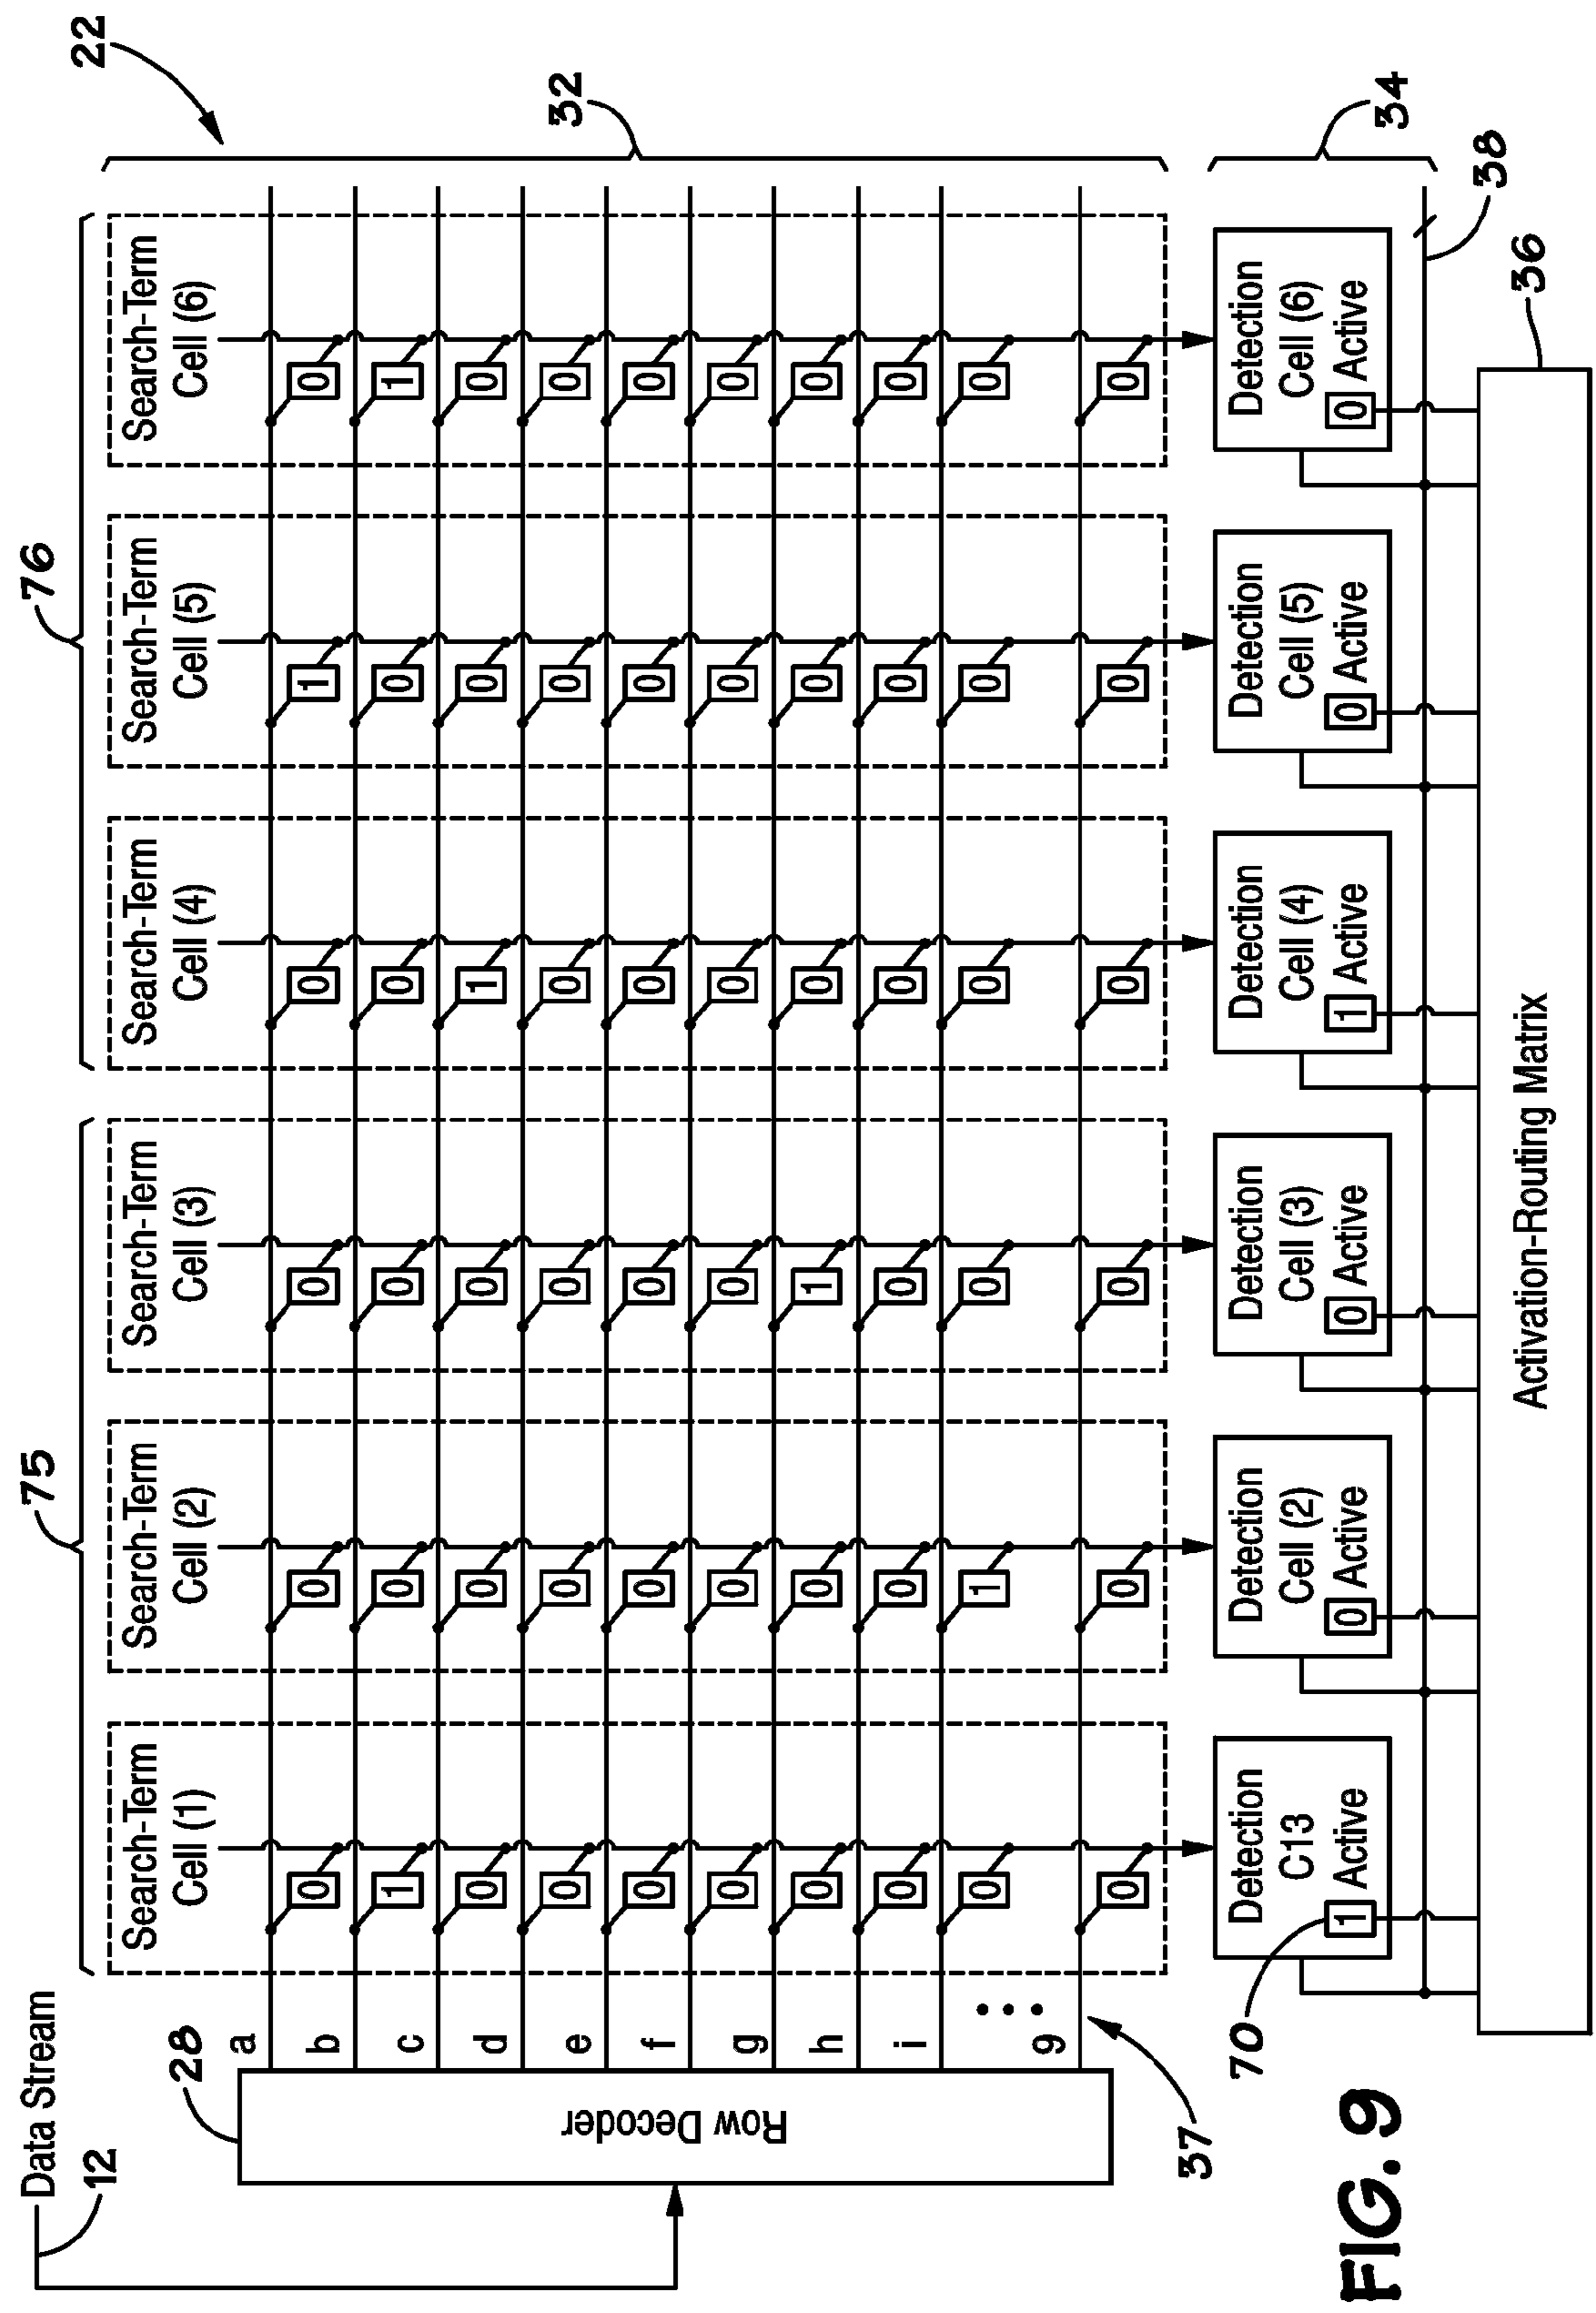 Data Stream
12
75
76
22
28
Search-Term Cell (1)
Search-Term Cell (2)
Search-Term Cell (3)
Search-Term Cell (4)
Search-Term Cell (5)
Search-Term Cell (6)
Row Decoder
a
0 0 0 0 1 0
b
1 0 0 0 0 1
c
0 0 0 1 0 0
d
0 0 0 0 0 0
e
0 0 0 0 0 0
f
0 0 0 0 0 0
g
0 0 1 0 0 0
h
0 0 0 0 0 0
i
0 1 0 0 0 0
9
0 0 0 0 0 0
32
37
70
Detection
C13
1 Active
Detection
Cell (2)
0 Active
Detection
Cell (3)
0 Active
Detection
Cell (4)
1 Active
Detection
Cell (5)
0 Active
Detection
Cell (6)
0 Active
34
38
Activation-Routing Matrix
36
FIG. 9